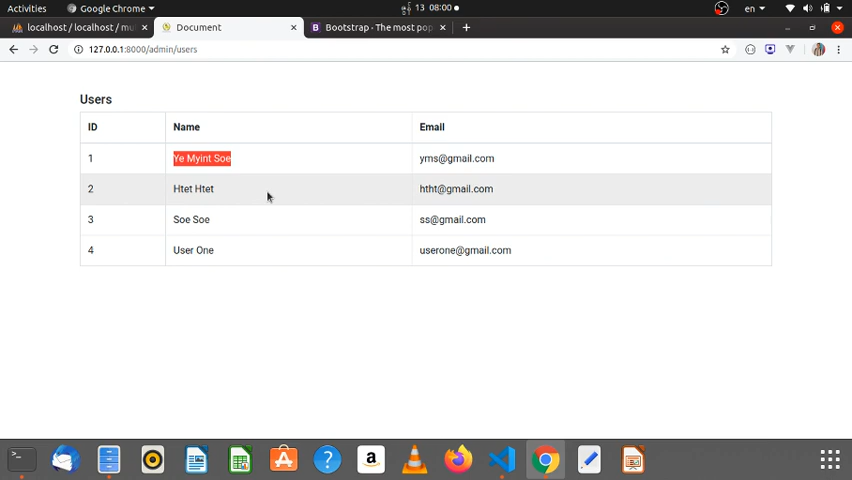 Activities Google Chrome 13 08:00 en
localhost / localhost / mu Document Bootstrap · The most pop
127.0.0.1:8000/admin/users
Users
ID Name Email
1 Ye Myint Soe yms@gmail.com
2 Htet Htet htht@gmail.com
3 Soe Soe ss@gmail.com
4 User One userone@gmail.com